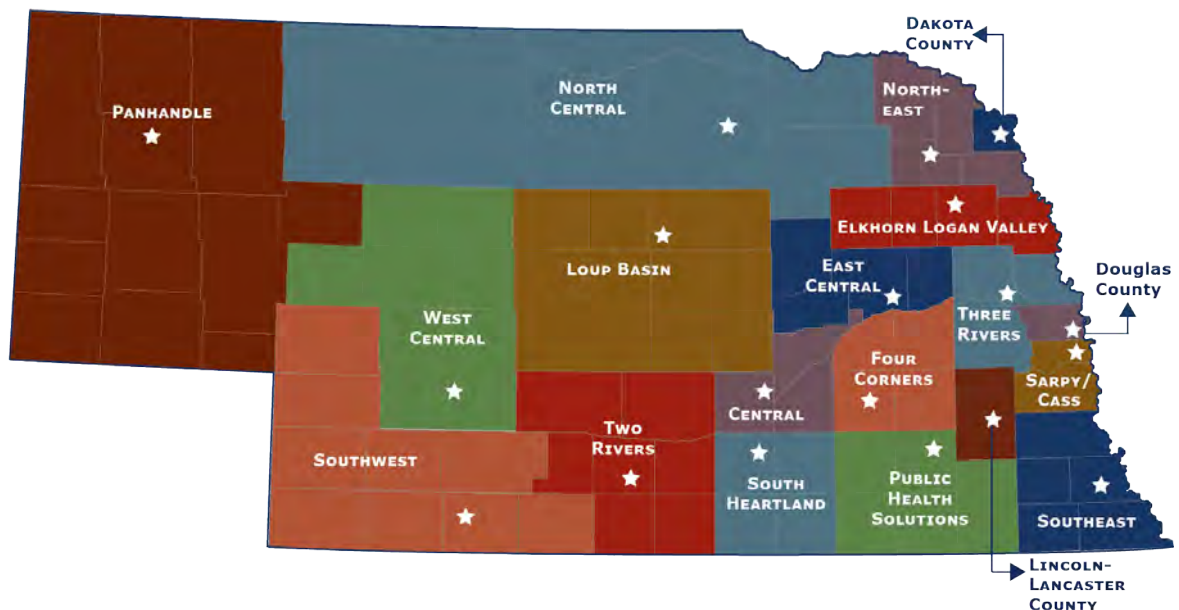 DAKOTA
COUNTY
PANHANDLE
NORTH
CENTRAL
NORTH-
EAST
ELKHORN LOGAN VALLEY
LOUP BASIN
EAST
CENTRAL
Douglas
County
WEST
CENTRAL
THREE
RIVERS
FOUR
CORNERS
SARPY/
CASS
CENTRAL
TWO
RIVERS
SOUTHWEST
SOUTH
HEARTLAND
PUBLIC
HEALTH
SOLUTIONS
SOUTHEAST
LINCOLN-
LANCASTER
COUNTY